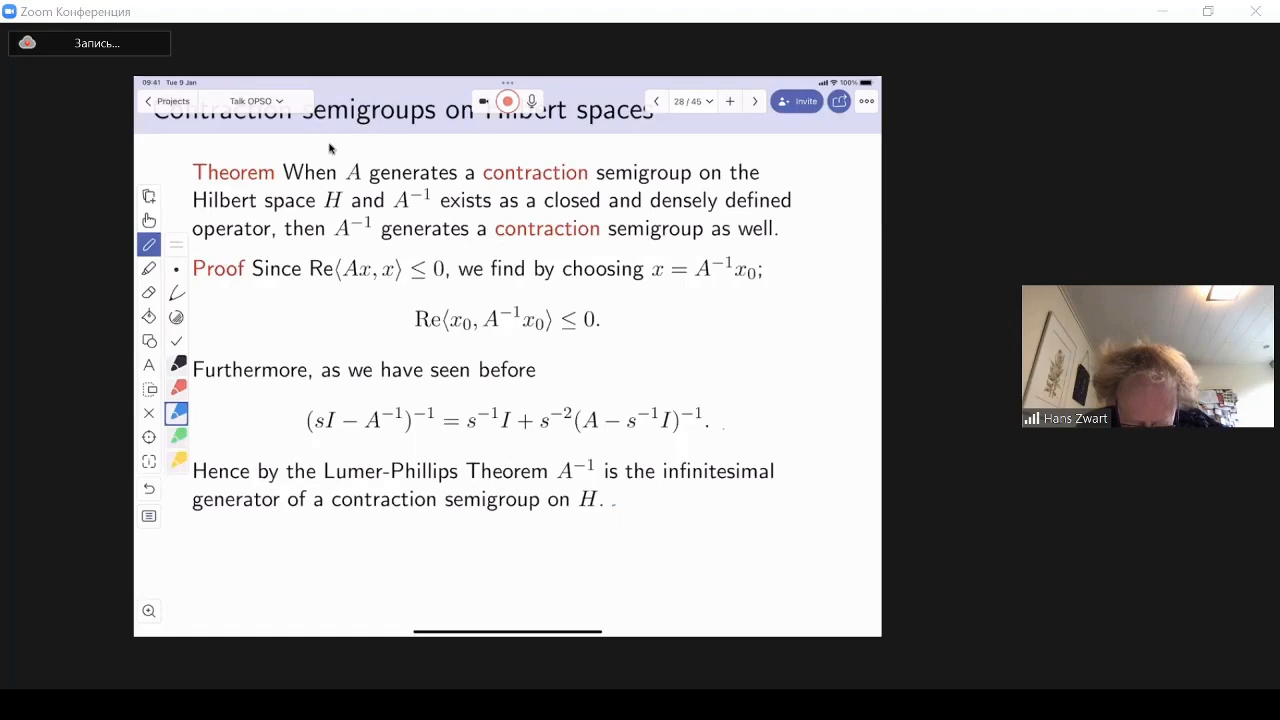 Zoom Конференция
Запись...
09:41 Tue 9 Jan
100%
Projects
Talk OPSO
28 / 45
Invite
Contraction semigroups on Hilbert spaces
Theorem When A generates a contraction semigroup on the
Hilbert space H and A⁻¹ exists as a closed and densely defined
operator, then A⁻¹ generates a contraction semigroup as well.
Proof Since Re⟨Ax, x⟩ ≤ 0, we find by choosing x = A⁻¹x₀;
Re⟨x₀, A⁻¹x₀⟩ ≤ 0.
Furthermore, as we have seen before
(sI − A⁻¹)⁻¹ = s⁻¹I + s⁻²(A − s⁻¹I)⁻¹.
Hence by the Lumer-Phillips Theorem A⁻¹ is the infinitesimal
generator of a contraction semigroup on H.
Hans Zwart